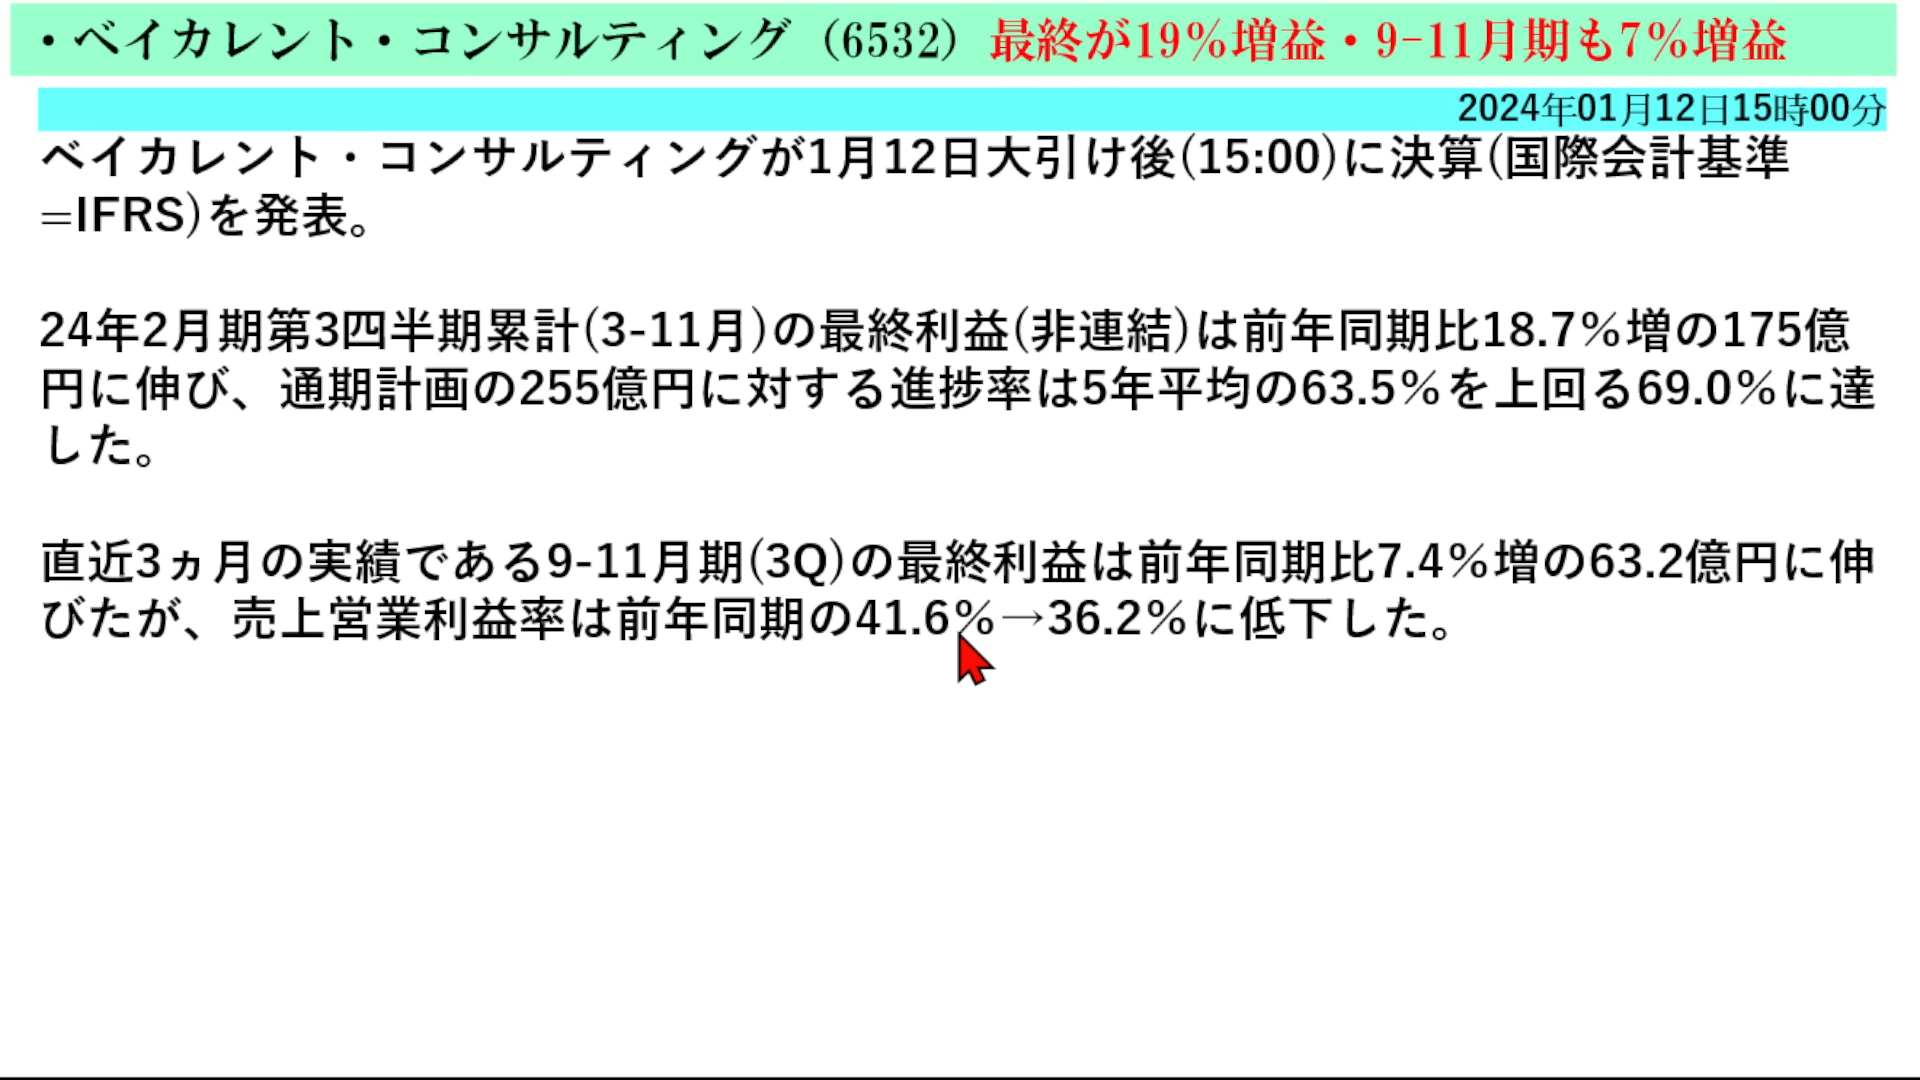 ・ベイカレント・コンサルティング（6532）最終が19％増益・9-11月期も7％増益
2024年01月12日15時00分
ベイカレント・コンサルティングが1月12日大引け後(15:00)に決算(国際会計基準
=IFRS)を発表。
24年2月期第3四半期累計(3-11月)の最終利益(非連結)は前年同期比18.7％増の175億
円に伸び、通期計画の255億円に対する進捗率は5年平均の63.5％を上回る69.0％に達
した。
直近3ヵ月の実績である9-11月期(3Q)の最終利益は前年同期比7.4％増の63.2億円に伸
びたが、売上営業利益率は前年同期の41.6％→36.2％に低下した。